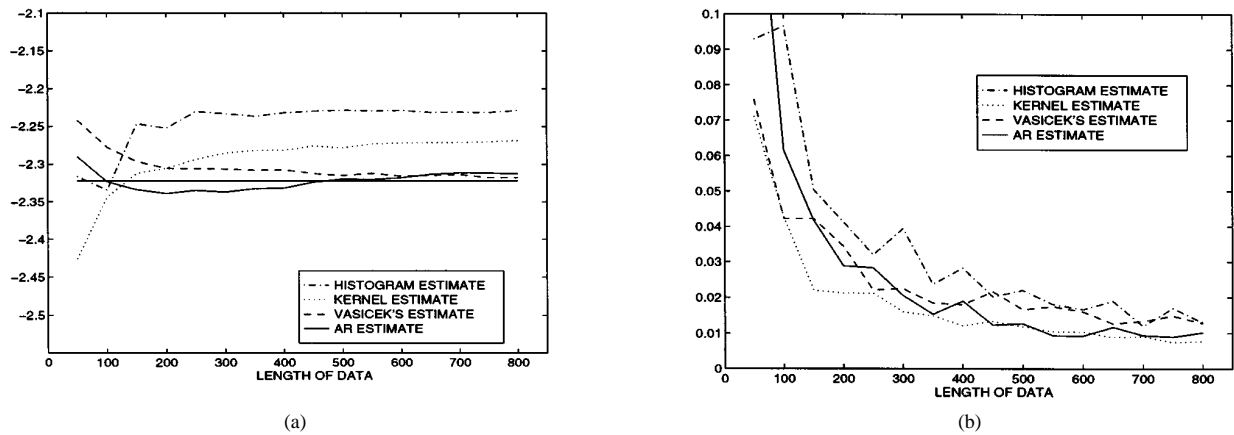 -2.1
-2.15
-2.2
-2.25
-2.3
-2.35
-2.4
-2.45
-2.5
HISTOGRAM ESTIMATE
KERNEL ESTIMATE
VASICEK'S ESTIMATE
AR ESTIMATE
0 100 200 300 400 500 600 700 800
LENGTH OF DATA
(a)
0.1
0.09
0.08
0.07
0.06
0.05
0.04
0.03
0.02
0.01
0
HISTOGRAM ESTIMATE
KERNEL ESTIMATE
VASICEK'S ESTIMATE
AR ESTIMATE
0 100 200 300 400 500 600 700 800
LENGTH OF DATA
(b)